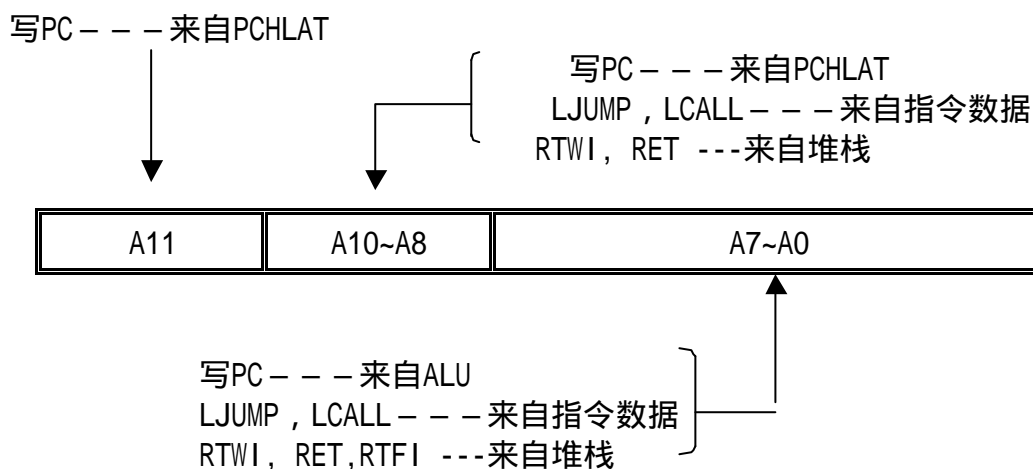 写PC－－－来自PCHLAT
写PC－－－来自PCHLAT
LJUMP , LCALL－－－来自指令数据
RTWI, RET ---来自堆栈
A11 A10~A8 A7~A0
写PC－－－来自ALU
LJUMP , LCALL－－－来自指令数据
RTWI, RET,RTFI ---来自堆栈